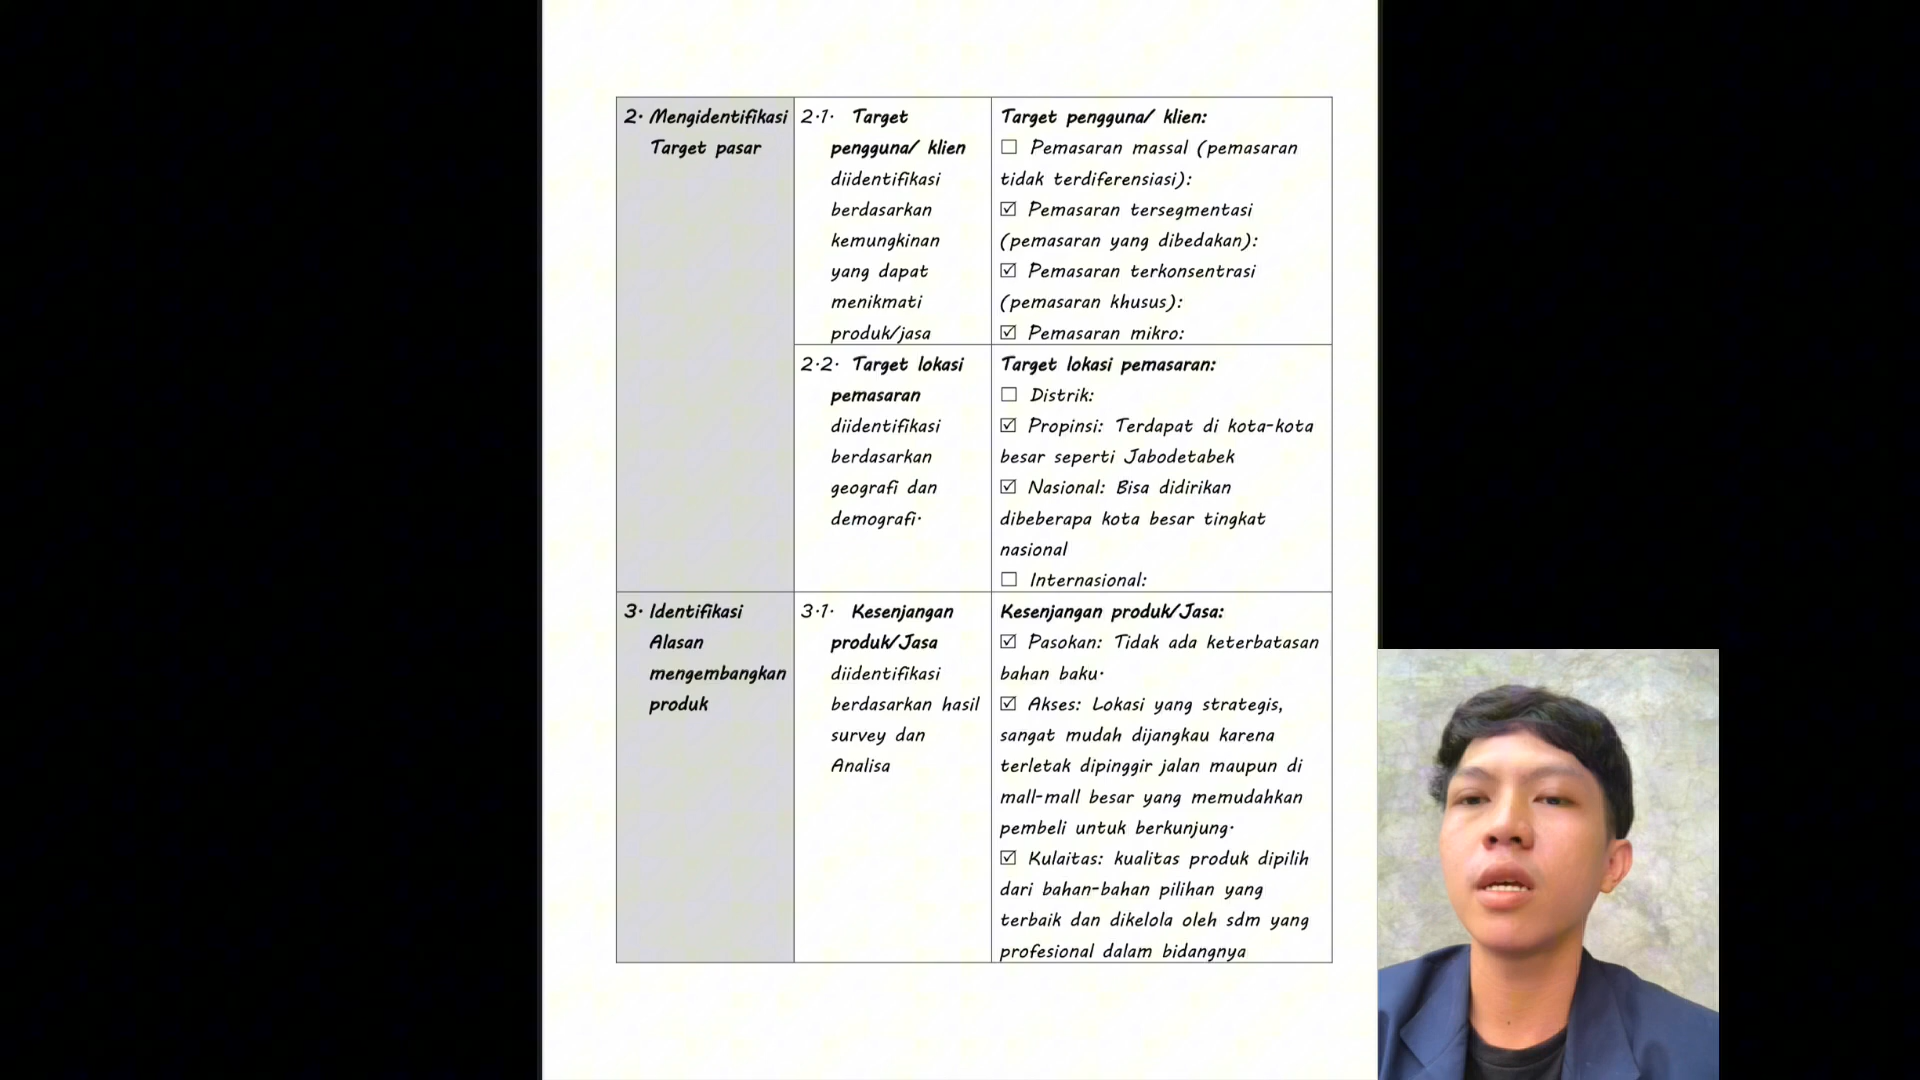 2. Mengidentifikasi
Target pasar
2.1. Target
pengguna/ klien
diidentifikasi
berdasarkan
kemungkinan
yang dapat
menikmati
produk/jasa
Target pengguna/ klien:
☐ Pemasaran massal (pemasaran
tidak terdiferensiasi):
☑ Pemasaran tersegmentasi
(pemasaran yang dibedakan):
☑ Pemasaran terkonsentrasi
(pemasaran khusus):
☑ Pemasaran mikro:
2.2. Target lokasi
pemasaran
diidentifikasi
berdasarkan
geografi dan
demografi.
Target lokasi pemasaran:
☐ Distrik:
☑ Propinsi: Terdapat di kota-kota
besar seperti Jabodetabek
☑ Nasional: Bisa didirikan
dibeberapa kota besar tingkat
nasional
☐ Internasional:
3. Identifikasi
Alasan
mengembangkan
produk
3.1. Kesenjangan
produk/Jasa
diidentifikasi
berdasarkan hasil
survey dan
Analisa
Kesenjangan produk/Jasa:
☑ Pasokan: Tidak ada keterbatasan
bahan baku.
☑ Akses: Lokasi yang strategis,
sangat mudah dijangkau karena
terletak dipinggir jalan maupun di
mall-mall besar yang memudahkan
pembeli untuk berkunjung.
☑ Kulaitas: kualitas produk dipilih
dari bahan-bahan pilihan yang
terbaik dan dikelola oleh sdm yang
profesional dalam bidangnya